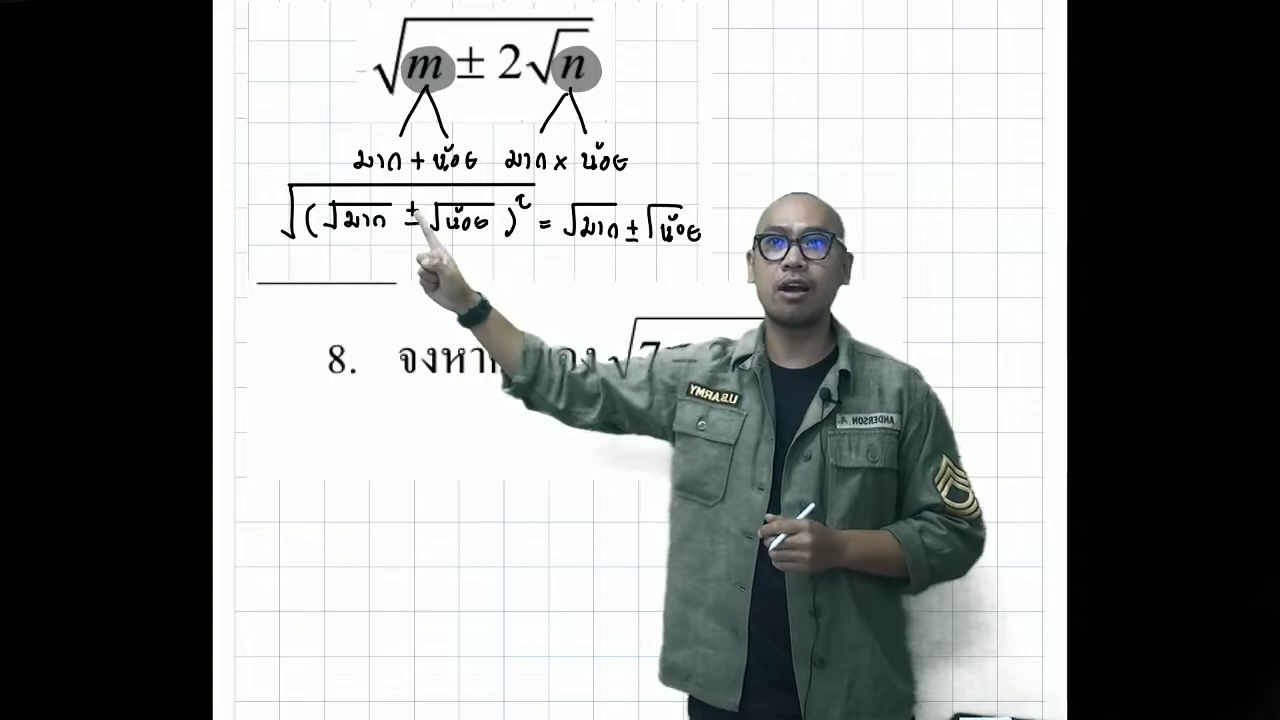 √(m ± 2√n)
มาก + น้อย มาก × น้อย
√((√มาก ± √น้อย)²) = √มาก ± √น้อย
8. จงหา √7 −
U.S.ARMY
ANDERSON. A.